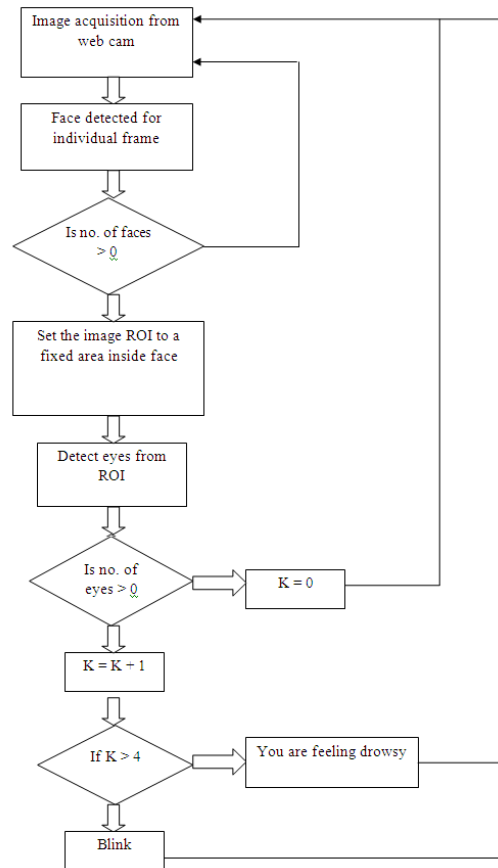 Image acquisition from
web cam
Face detected for
individual frame
Is no. of faces
> 0
Set the image ROI to a
fixed area inside face
Detect eyes from
ROI
Is no. of
eyes > 0
K = 0
K = K + 1
If K > 4
You are feeling drowsy
Blink